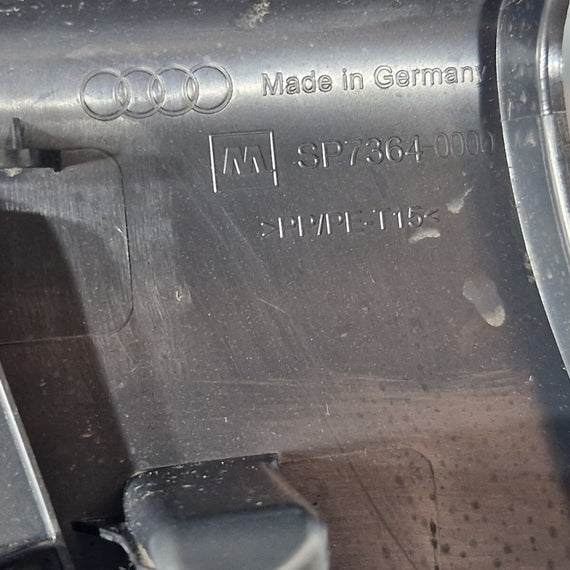 Made in Germany
M SP7364-0000
>PP/PE-T15<